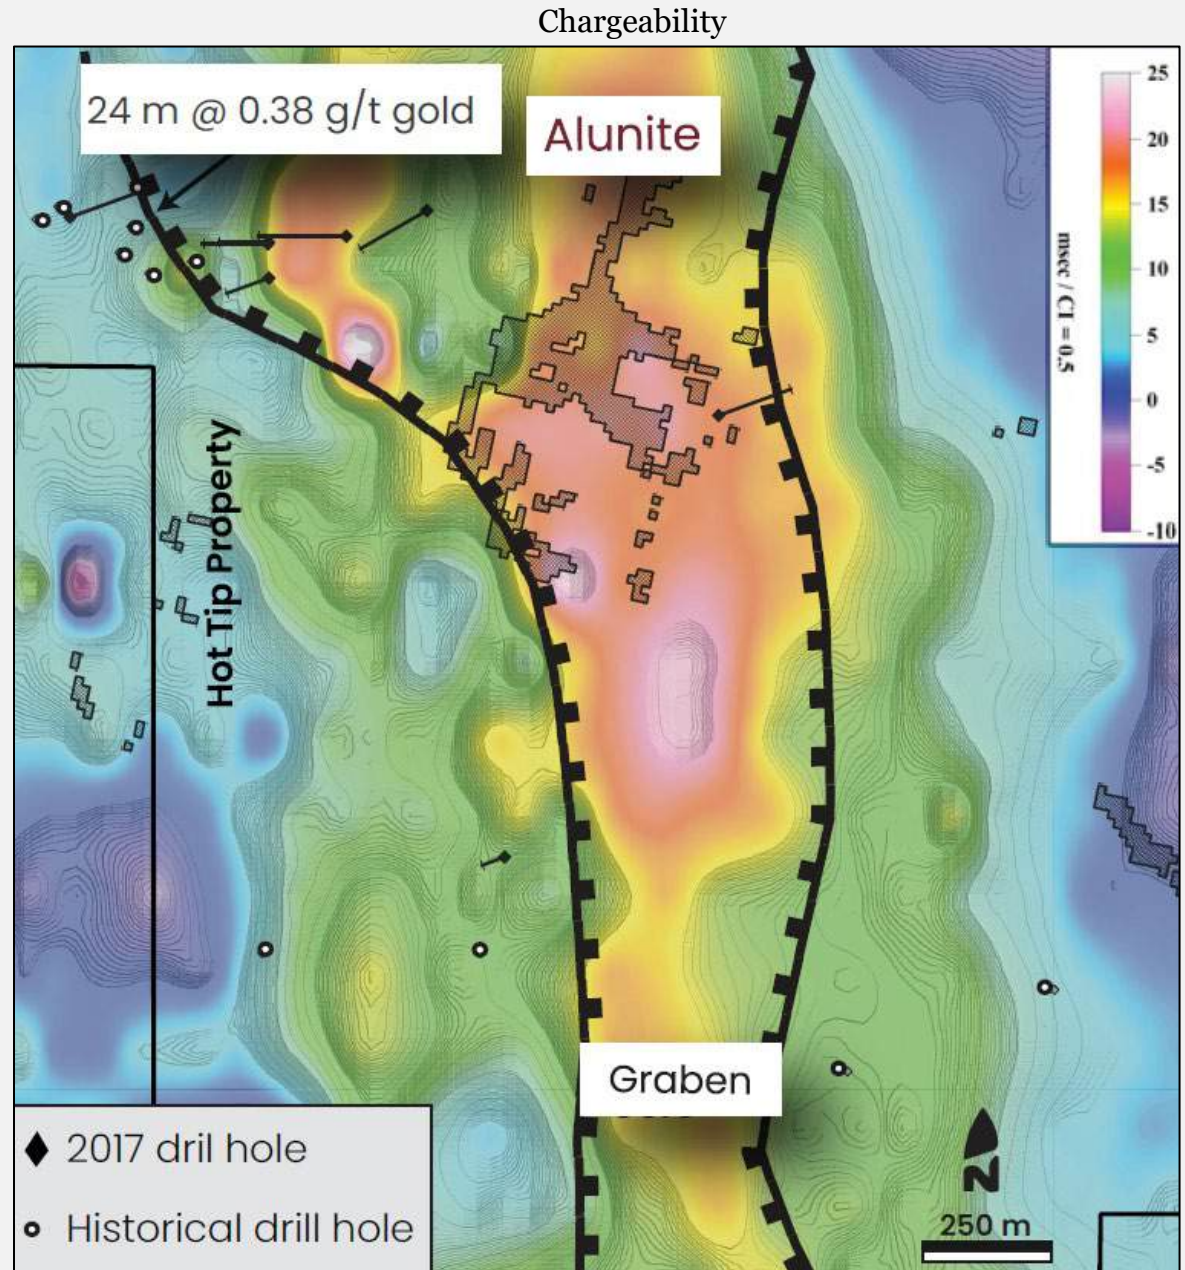 Chargeability
24 m @ 0.38 g/t gold
Alunite
25
20
15
10
5
0
-5
-10
msec / CI = 0.5
Hot Tip Property
Graben
2017 dril hole
Historical drill hole
N
250 m